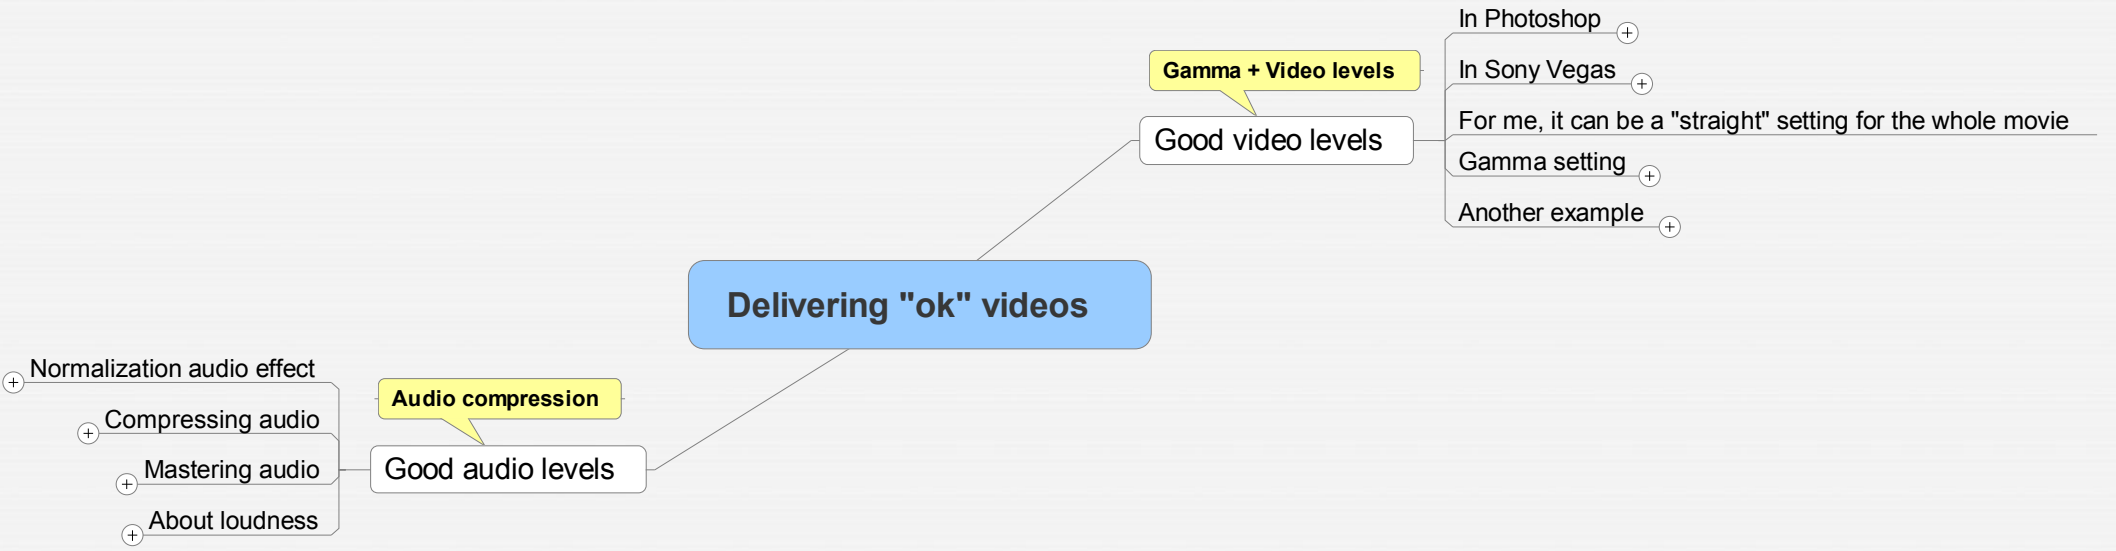 In Photoshop
Gamma + Video levels
In Sony Vegas
For me, it can be a "straight" setting for the whole movie
Good video levels
Gamma setting
Another example
Delivering "ok" videos
Normalization audio effect
Audio compression
Compressing audio
Mastering audio
Good audio levels
About loudness